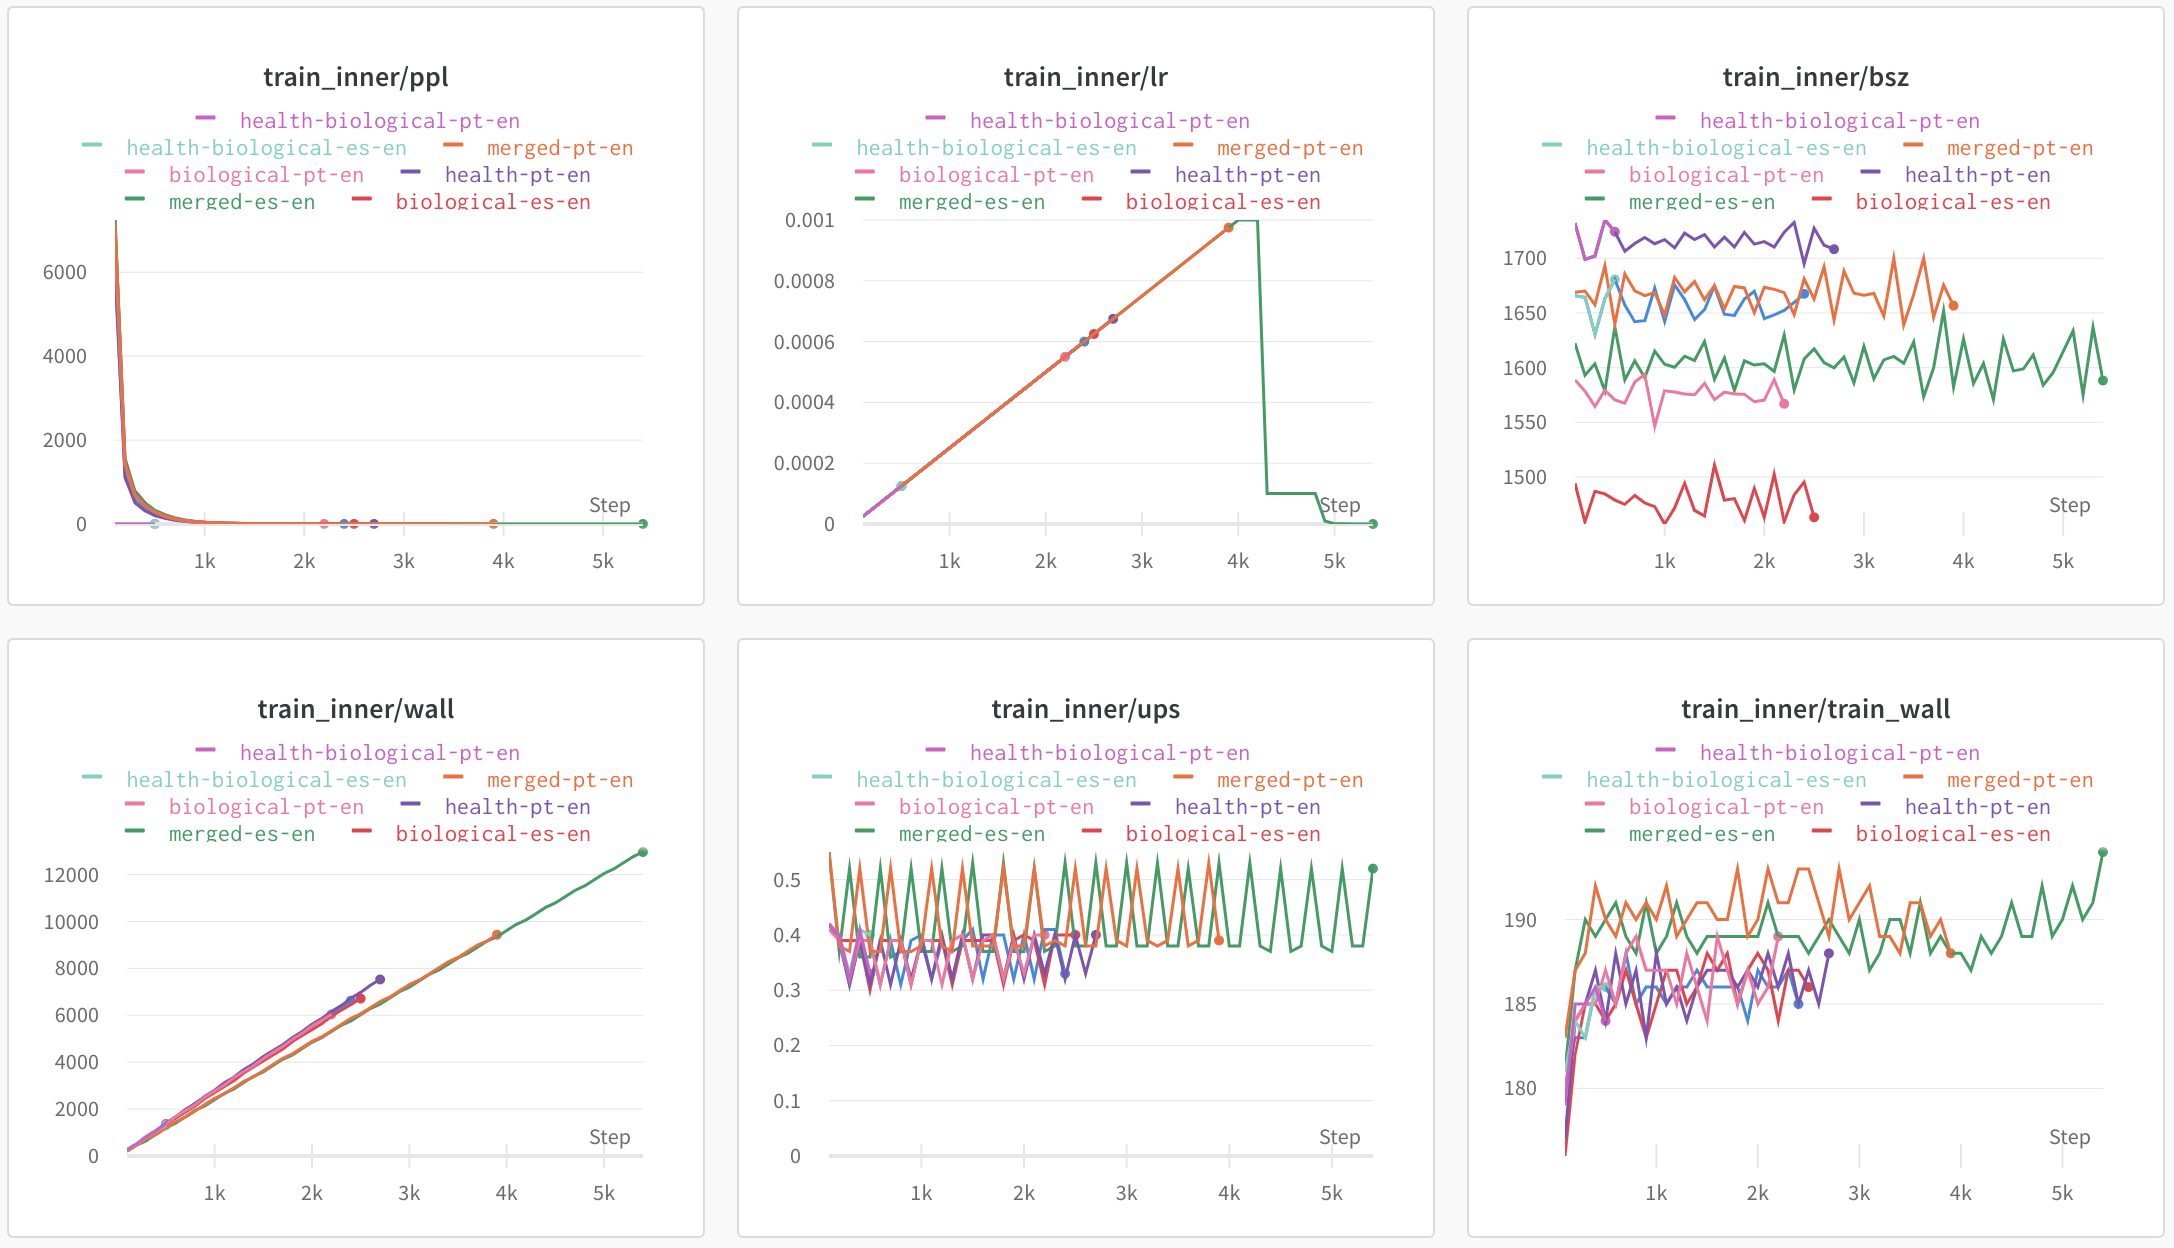 train_inner/ppl
health-biological-pt-en
health-biological-es-en merged-pt-en
biological-pt-en health-pt-en
merged-es-en biological-es-en
6000
4000
2000
0
Step
1k 2k 3k 4k 5k
train_inner/lr
health-biological-pt-en
health-biological-es-en merged-pt-en
biological-pt-en health-pt-en
merged-es-en biological-es-en
0.001
0.0008
0.0006
0.0004
0.0002
0
Step
1k 2k 3k 4k 5k
train_inner/bsz
health-biological-pt-en
health-biological-es-en merged-pt-en
biological-pt-en health-pt-en
merged-es-en biological-es-en
1700
1650
1600
1550
1500
Step
1k 2k 3k 4k 5k
train_inner/wall
health-biological-pt-en
health-biological-es-en merged-pt-en
biological-pt-en health-pt-en
merged-es-en biological-es-en
12000
10000
8000
6000
4000
2000
0
Step
1k 2k 3k 4k 5k
train_inner/ups
health-biological-pt-en
health-biological-es-en merged-pt-en
biological-pt-en health-pt-en
merged-es-en biological-es-en
0.5
0.4
0.3
0.2
0.1
0
Step
1k 2k 3k 4k 5k
train_inner/train_wall
health-biological-pt-en
health-biological-es-en merged-pt-en
biological-pt-en health-pt-en
merged-es-en biological-es-en
190
185
180
Step
1k 2k 3k 4k 5k